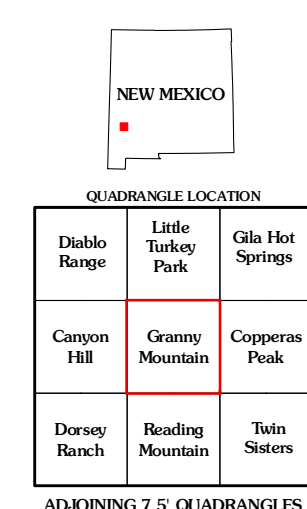 NEW MEXICO
QUADRANGLE LOCATION
Diablo
Range
Little
Turkey
Park
Gila Hot
Springs
Canyon
Hill
Granny
Mountain
Copperas
Peak
Dorsey
Ranch
Reading
Mountain
Twin
Sisters
ADJOINING 7.5' QUADRANGLES